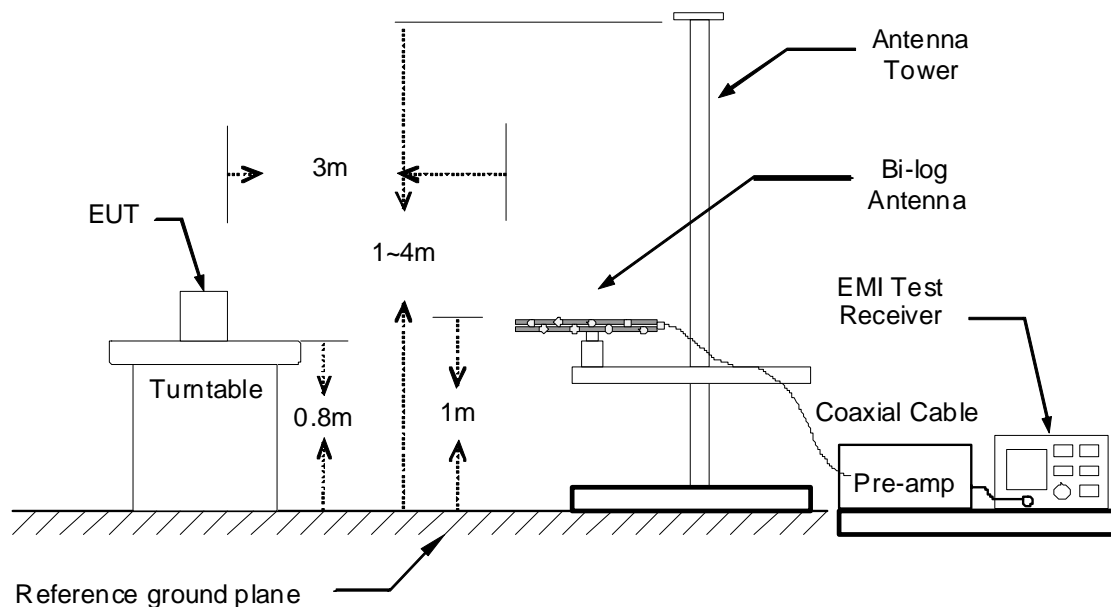 Antenna
Tower
3m
Bi-log
Antenna
EUT
1~4m
EMI Test
Receiver
Turntable
0.8m
1m
Coaxial Cable
Pre-amp
Reference ground plane